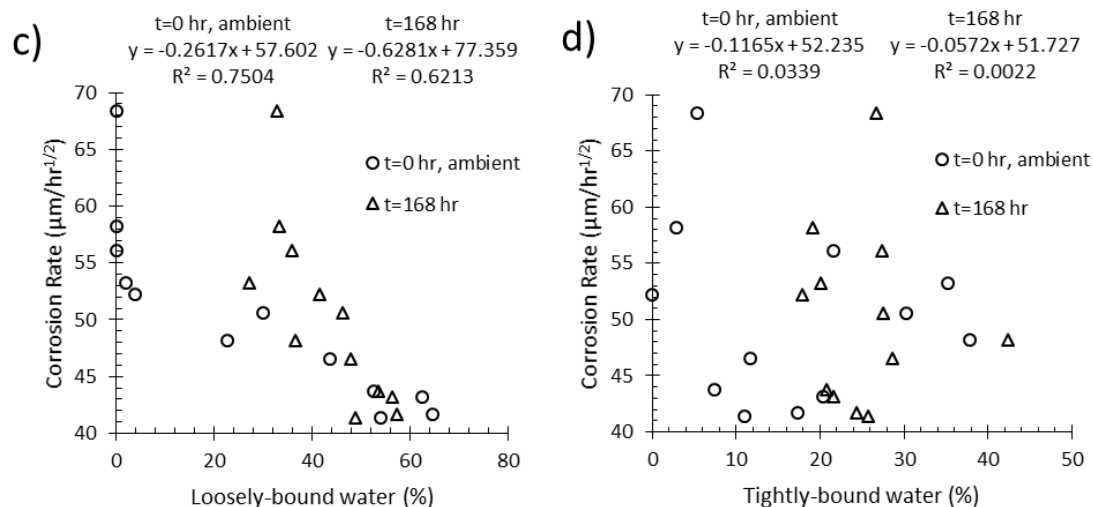 c)
t=0 hr, ambient
y = -0.2617x + 57.602
R² = 0.7504
t=168 hr
y = -0.6281x + 77.359
R² = 0.6213
70
65
60
55
50
45
40
Corrosion Rate (µm/hr¹/²)
t=0 hr, ambient
t=168 hr
0 20 40 60 80
Loosely-bound water (%)
d)
t=0 hr, ambient
y = -0.1165x + 52.235
R² = 0.0339
t=168 hr
y = -0.0572x + 51.727
R² = 0.0022
70
65
60
55
50
45
40
Corrosion Rate (µm/hr¹/²)
t=0 hr, ambient
t=168 hr
0 10 20 30 40 50
Tightly-bound water (%)